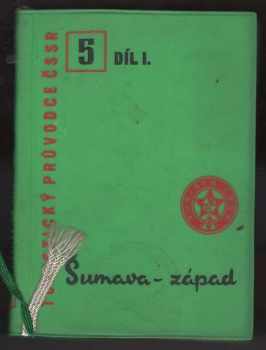 5 DÍL I.
TURISTICKÝ PRŮVODCE ČSSR
Šumava - západ